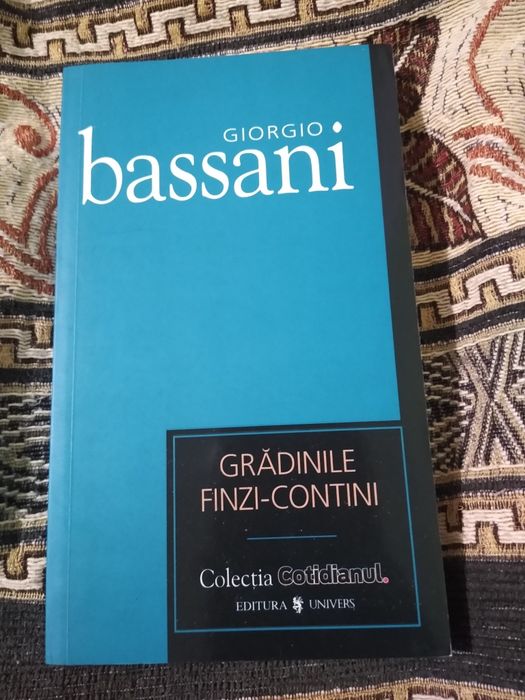 GIORGIO
bassani
GRĂDINILE
FINZI-CONTINI
Colecția Cotidianul.
EDITURA UNIVERS